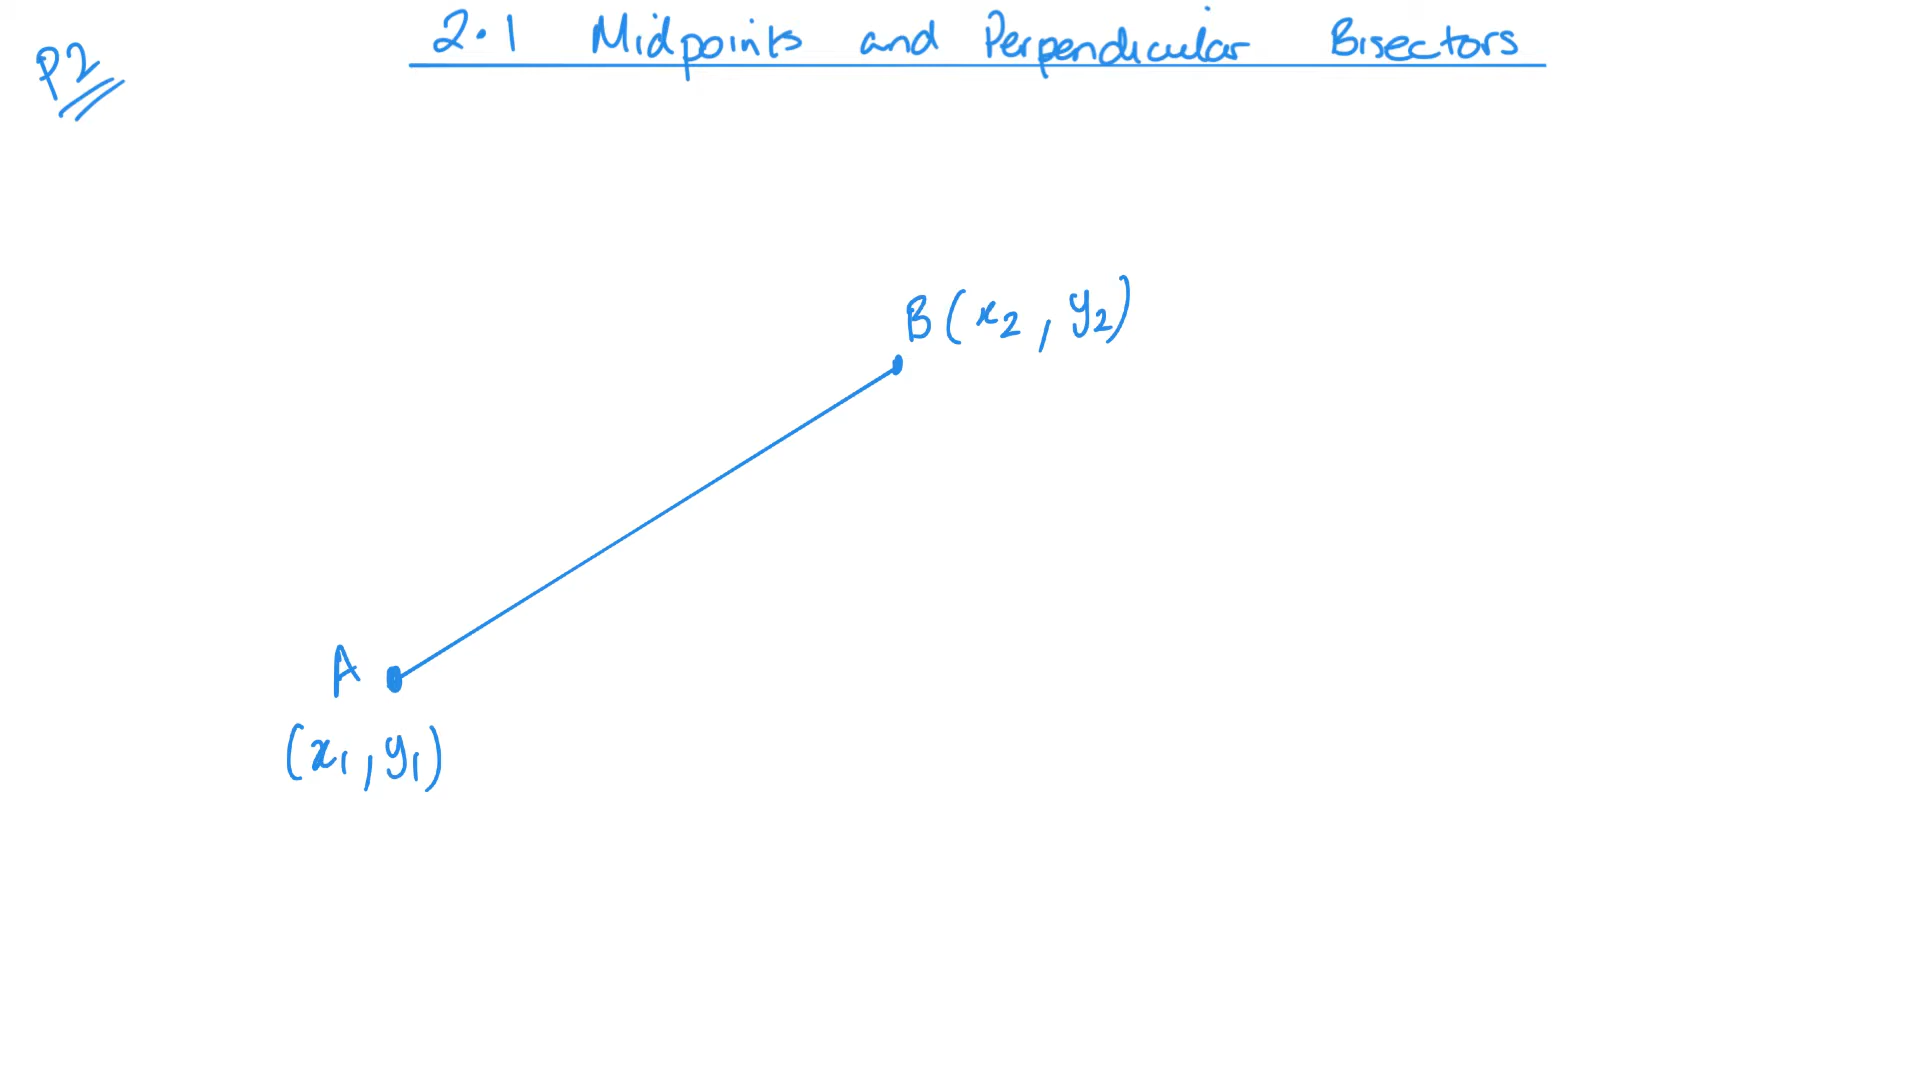 P2
2.1 Midpoints and Perpendicular Bisectors
B(x₂, y₂)
A
(x₁, y₁)